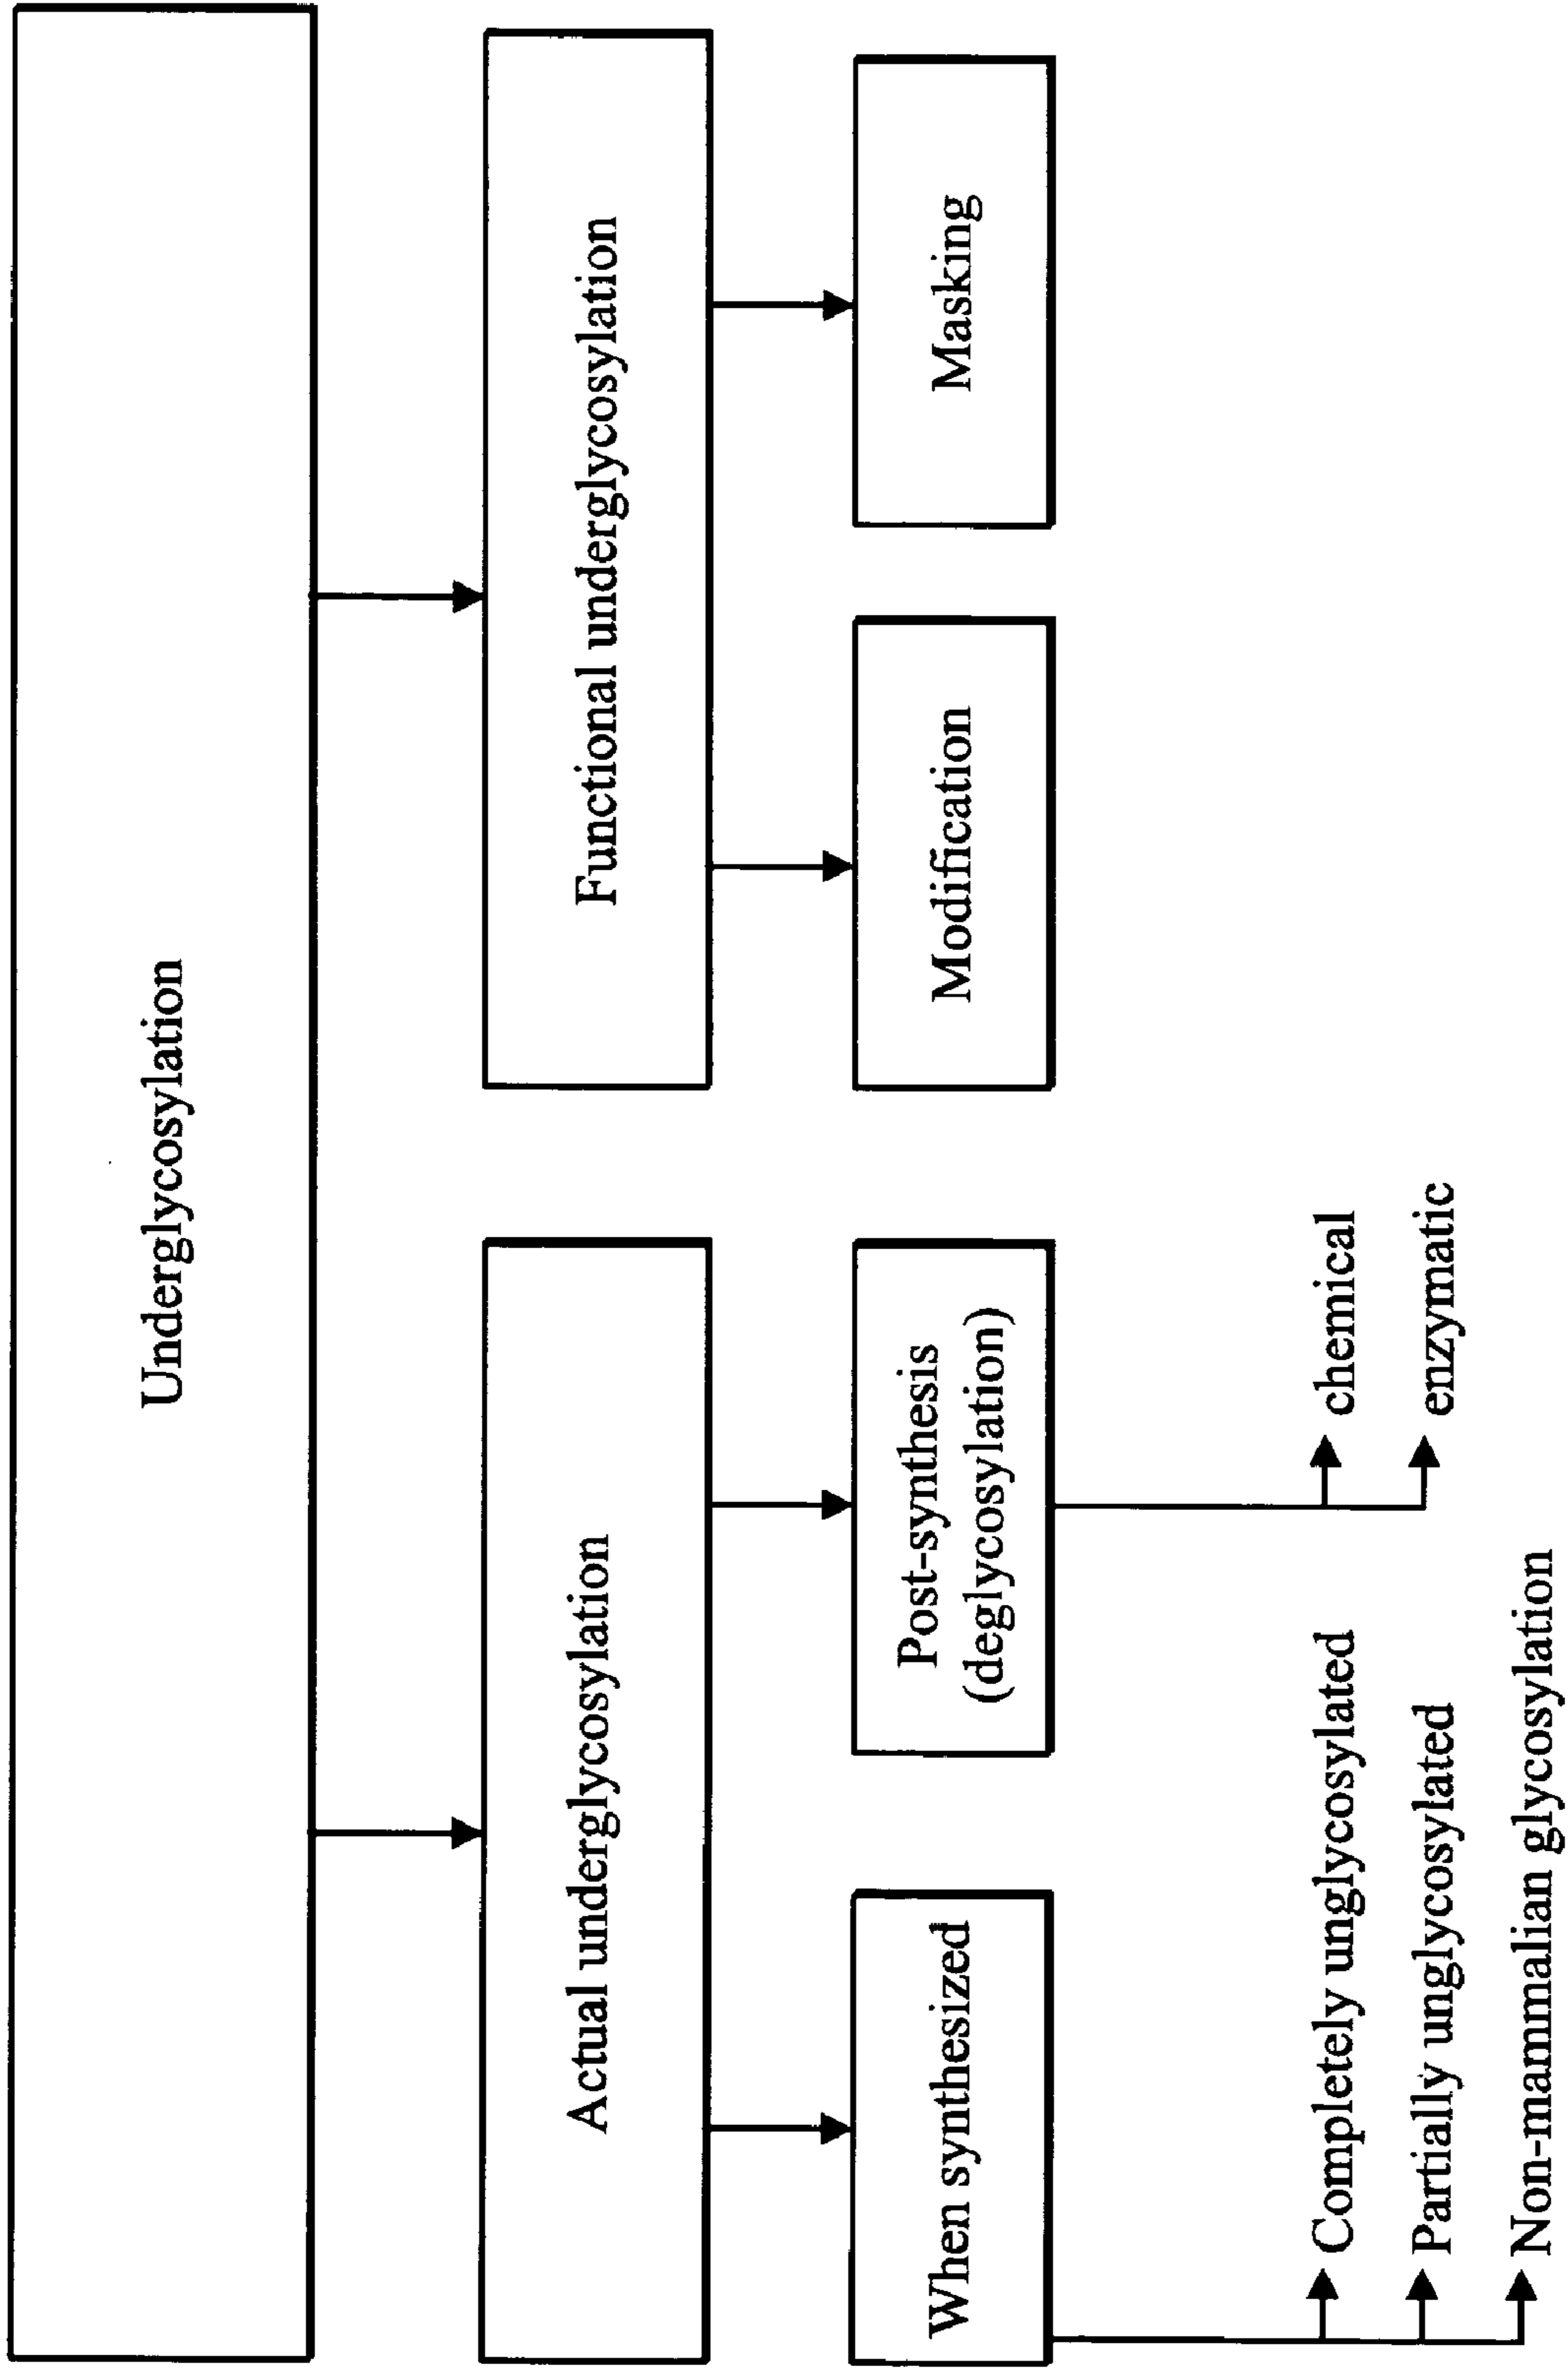 Underglycosylation
Actual underglycosylation
Functional underglycosylation
When synthesized
Post-synthesis
(deglycosylation)
Modification
Masking
Completely unglycosylated
Partially unglycosylated
Non-mammalian glycosylation
chemical
enzymatic